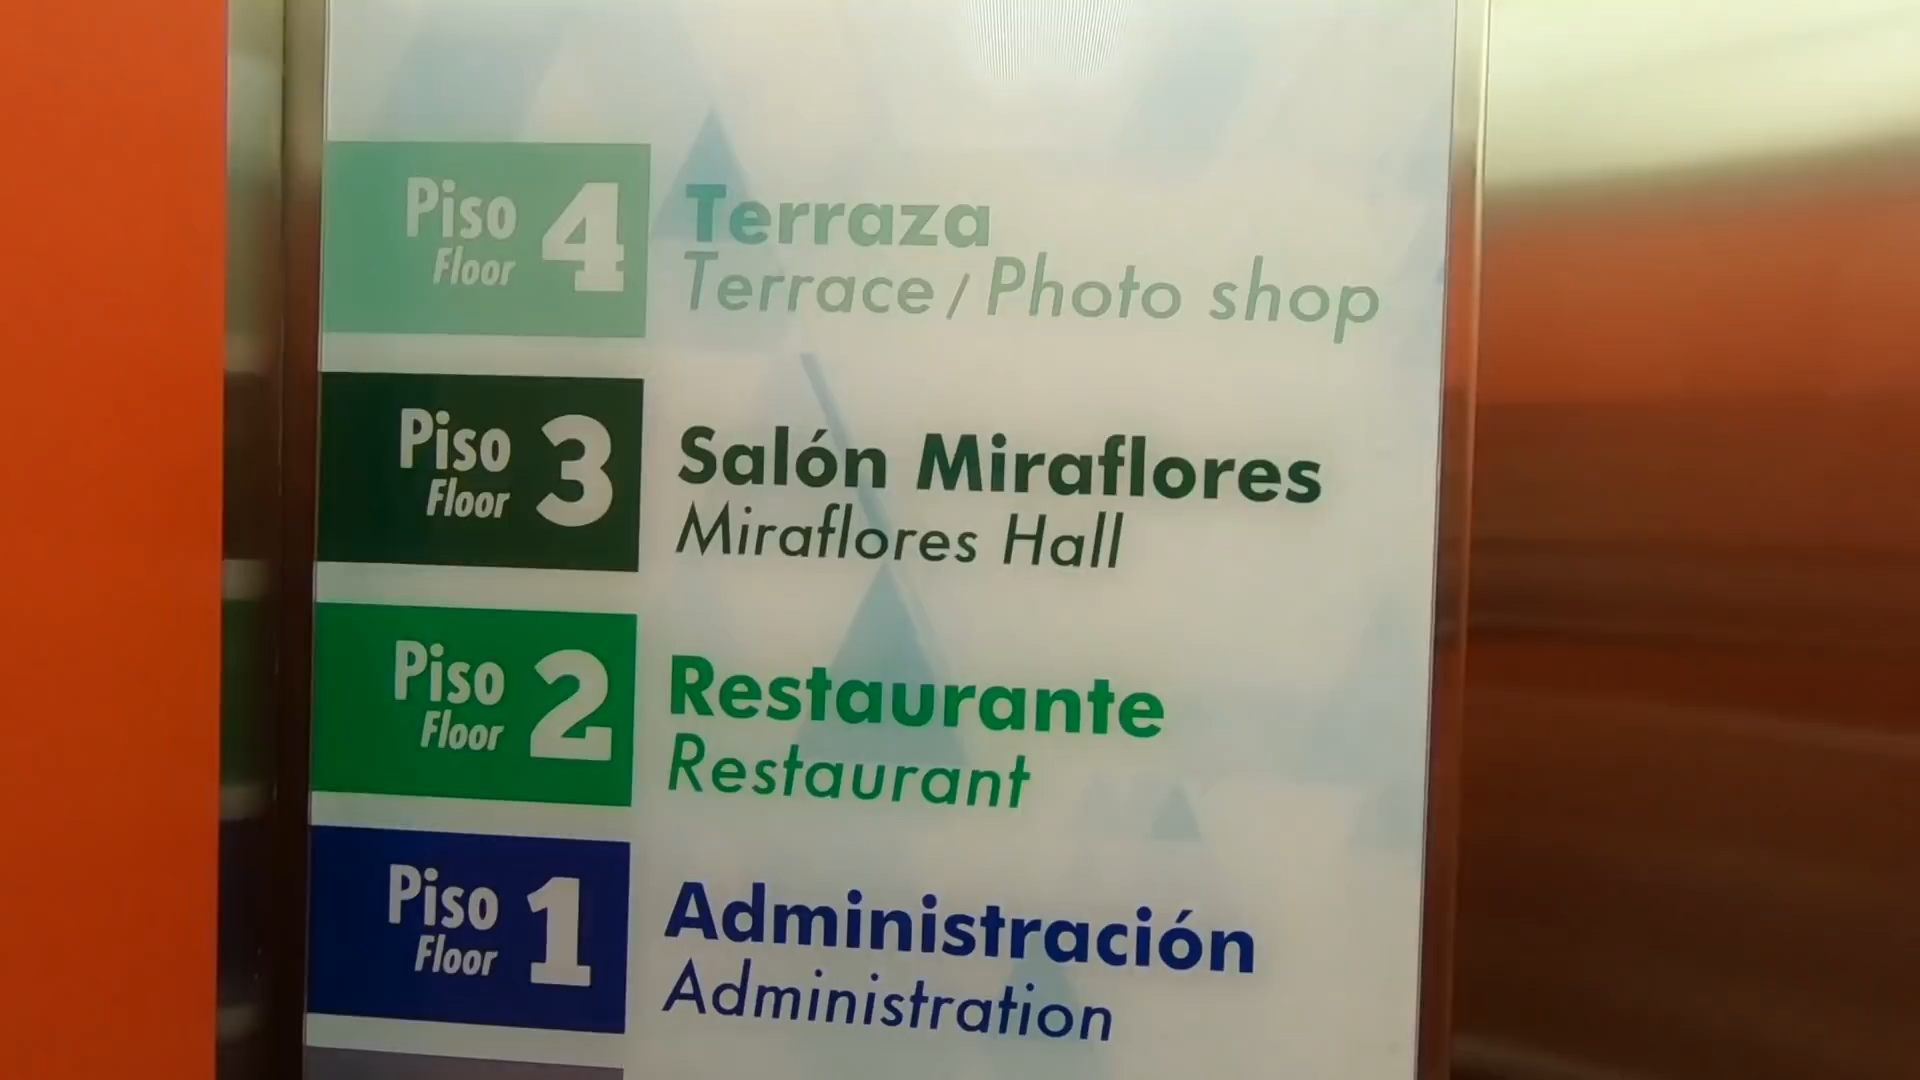 Piso Floor 4
Terraza
Terrace / Photo shop
Piso Floor 3
Salón Miraflores
Miraflores Hall
Piso Floor 2
Restaurante
Restaurant
Piso Floor 1
Administración
Administration